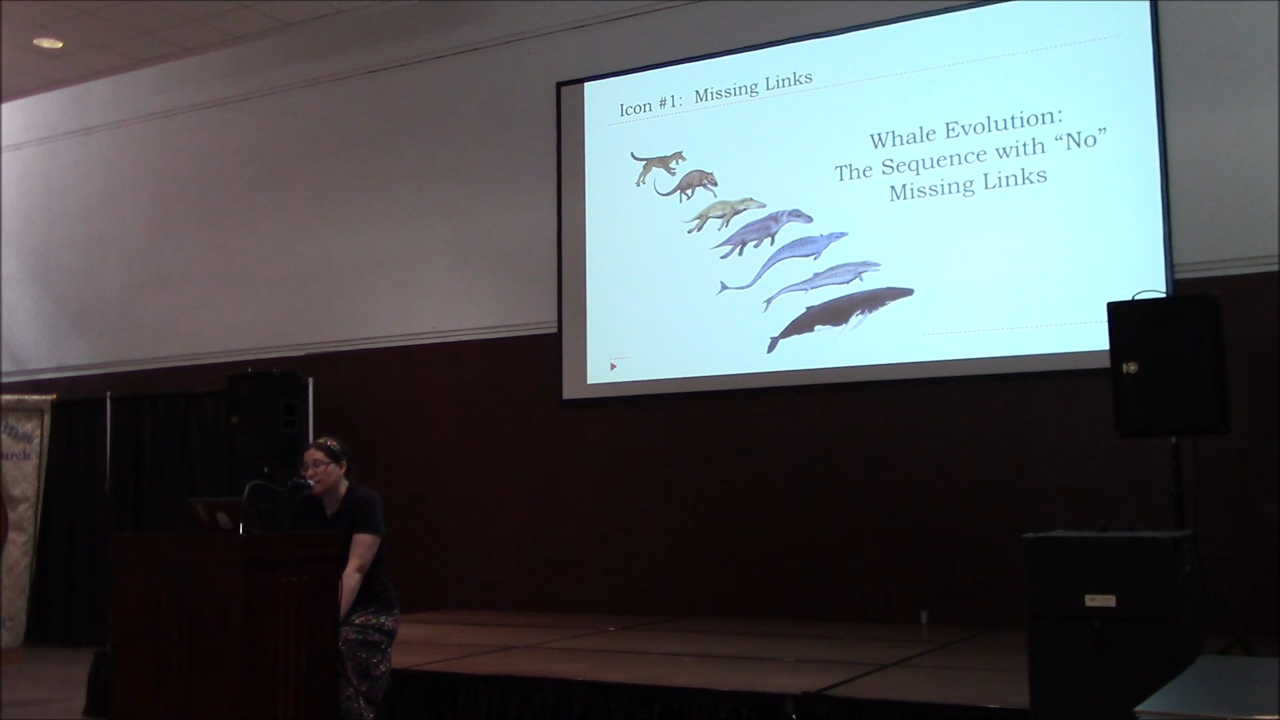 Icon #1: Missing Links
Whale Evolution:
The Sequence with “No”
Missing Links